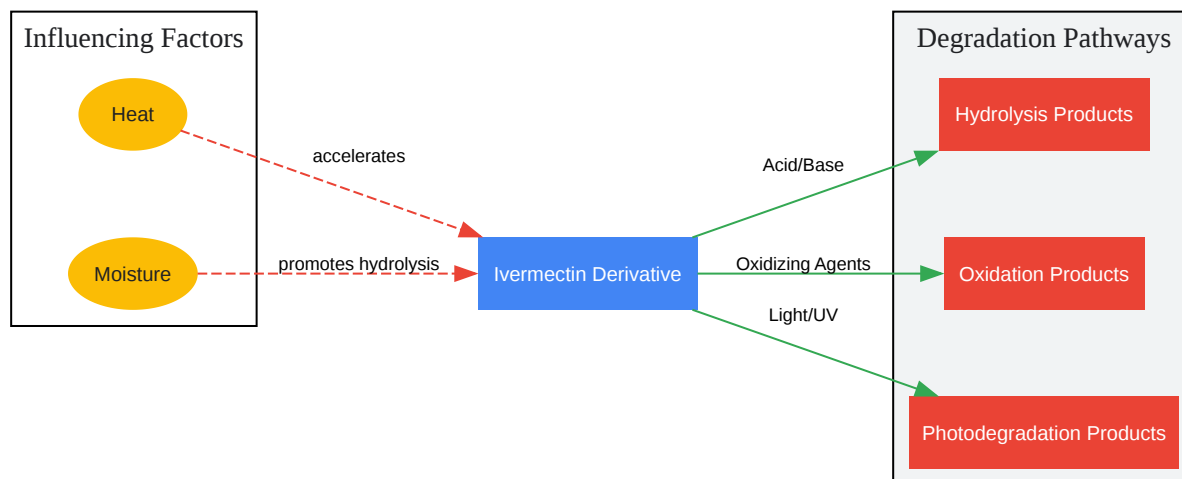 Influencing Factors
Degradation Pathways
Heat
Hydrolysis Products
accelerates
Acid/Base
Moisture
promotes hydrolysis
Ivermectin Derivative
Oxidizing Agents
Oxidation Products
Light/UV
Photodegradation Products